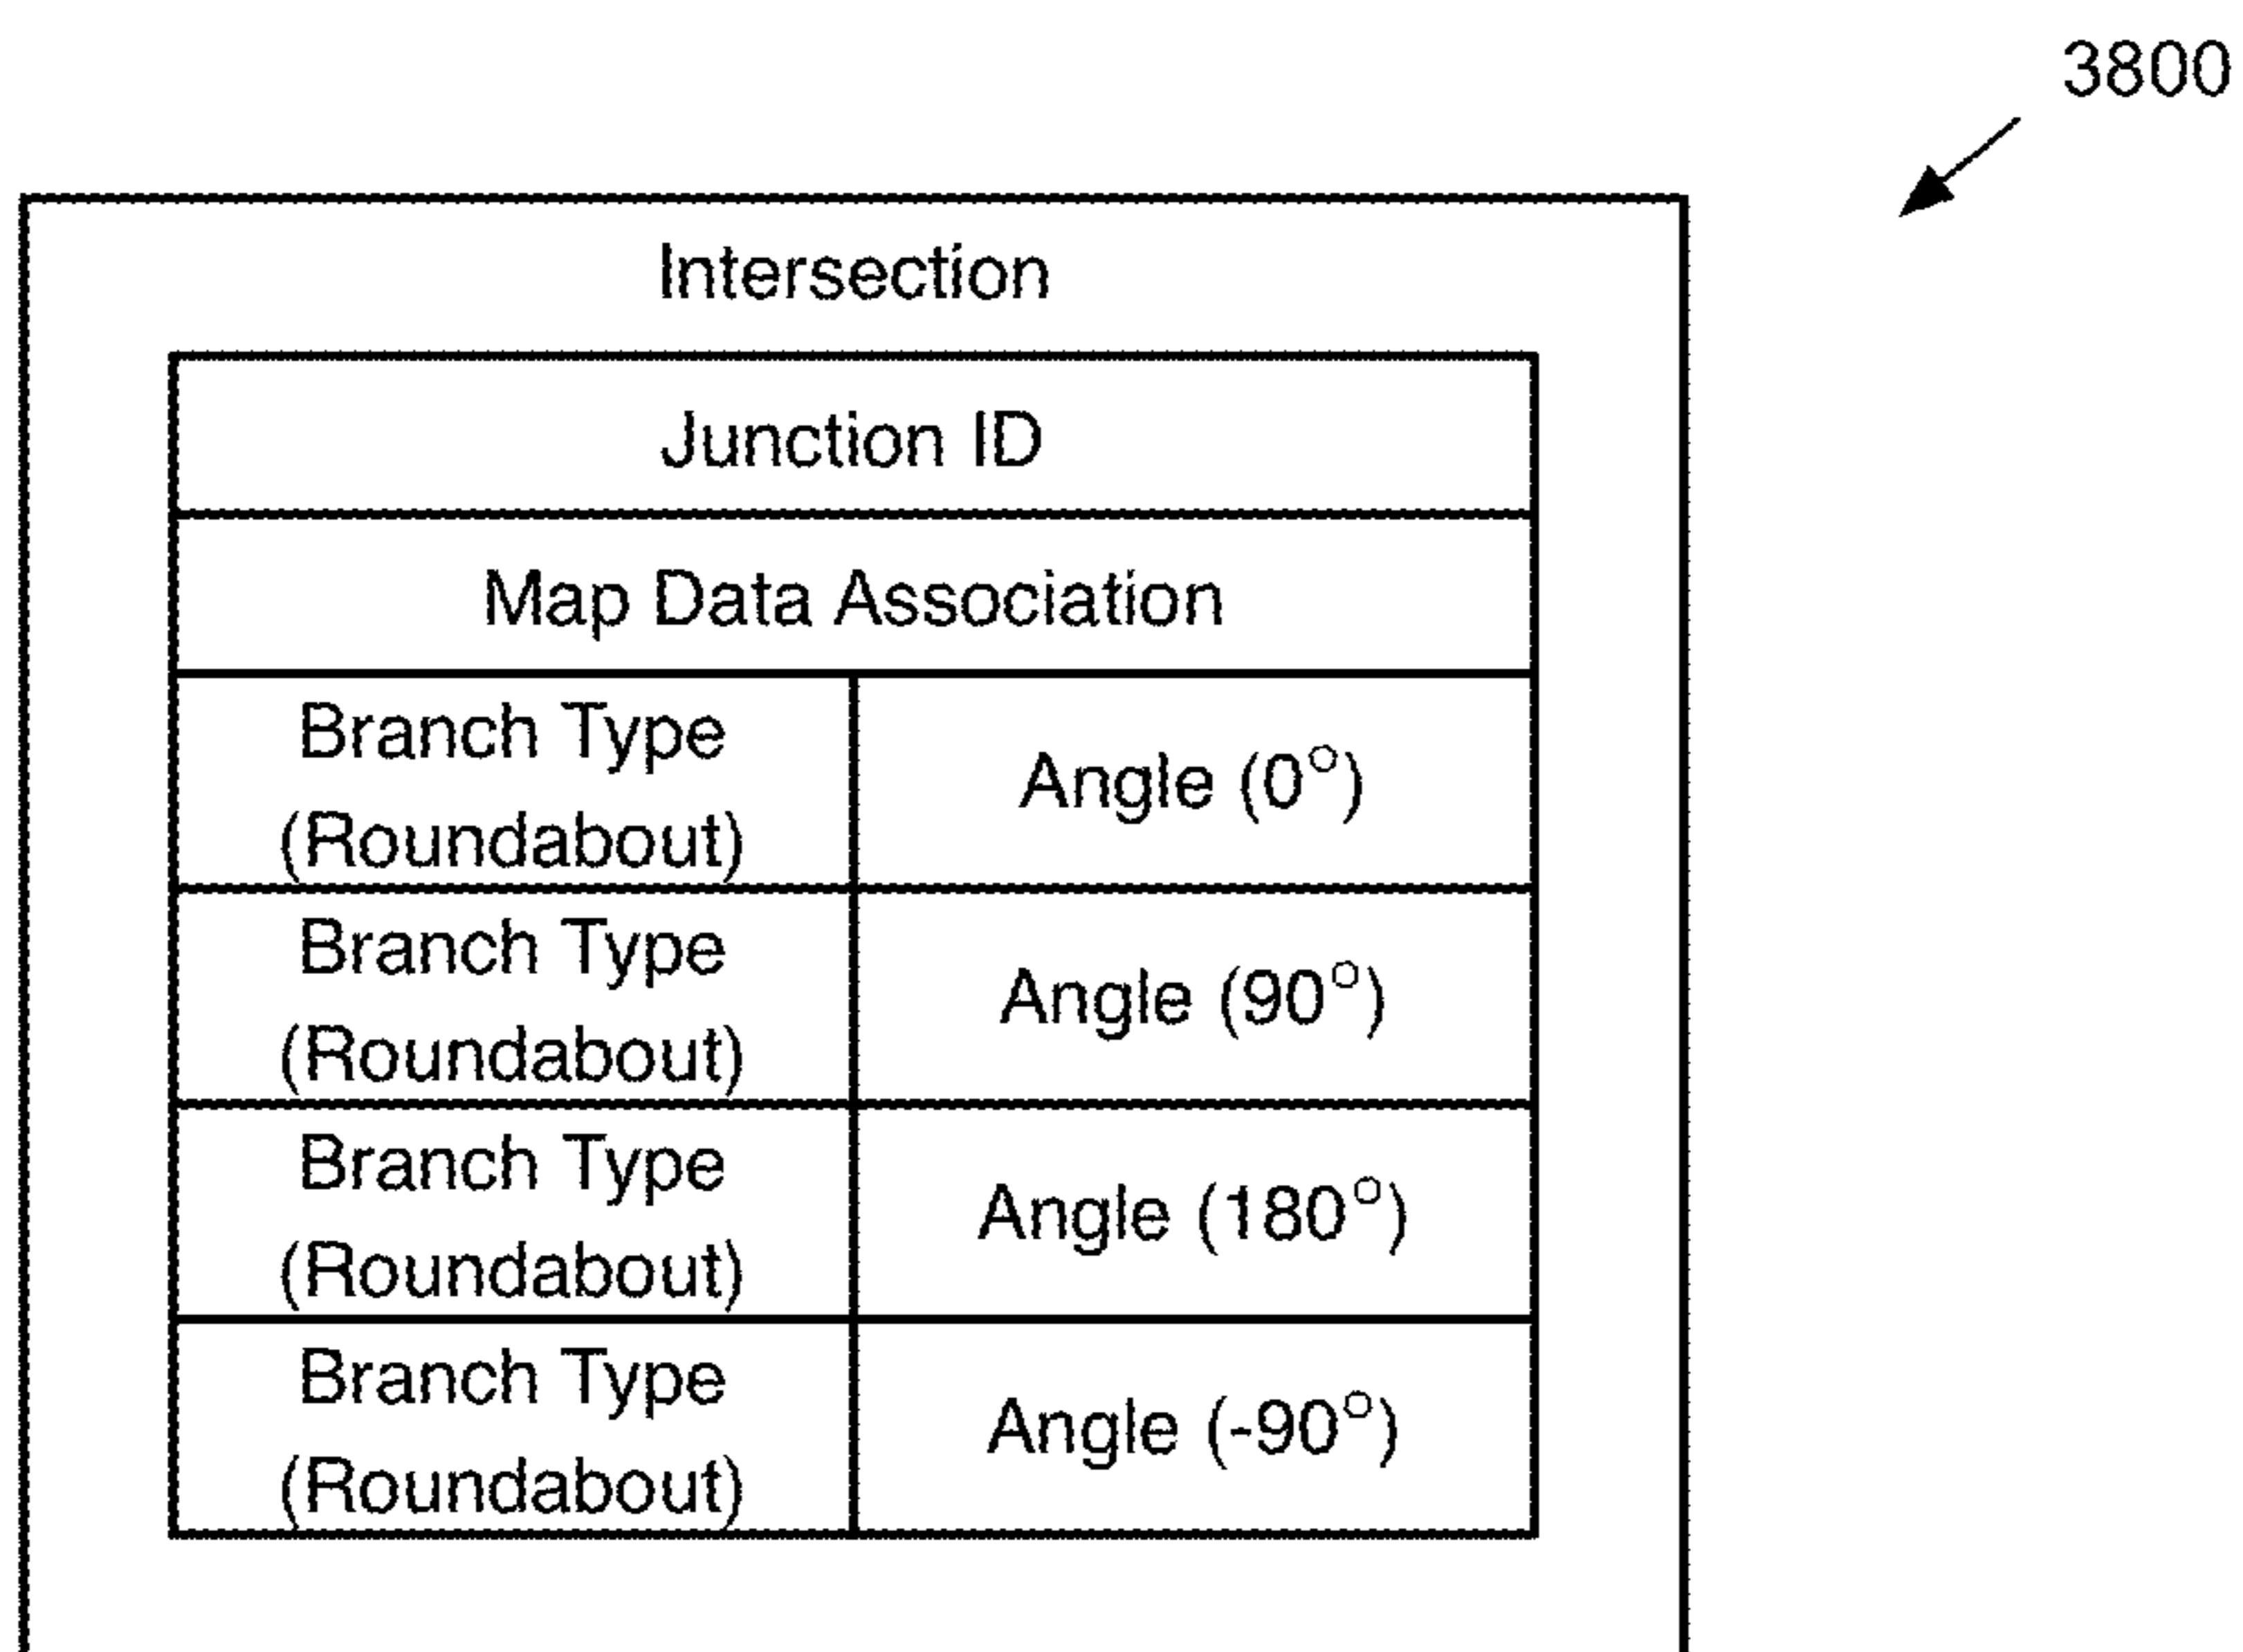 3800
Intersection
Junction ID
Map Data Association
Branch Type
(Roundabout)
Angle (0°)
Branch Type
(Roundabout)
Angle (90°)
Branch Type
(Roundabout)
Angle (180°)
Branch Type
(Roundabout)
Angle (-90°)